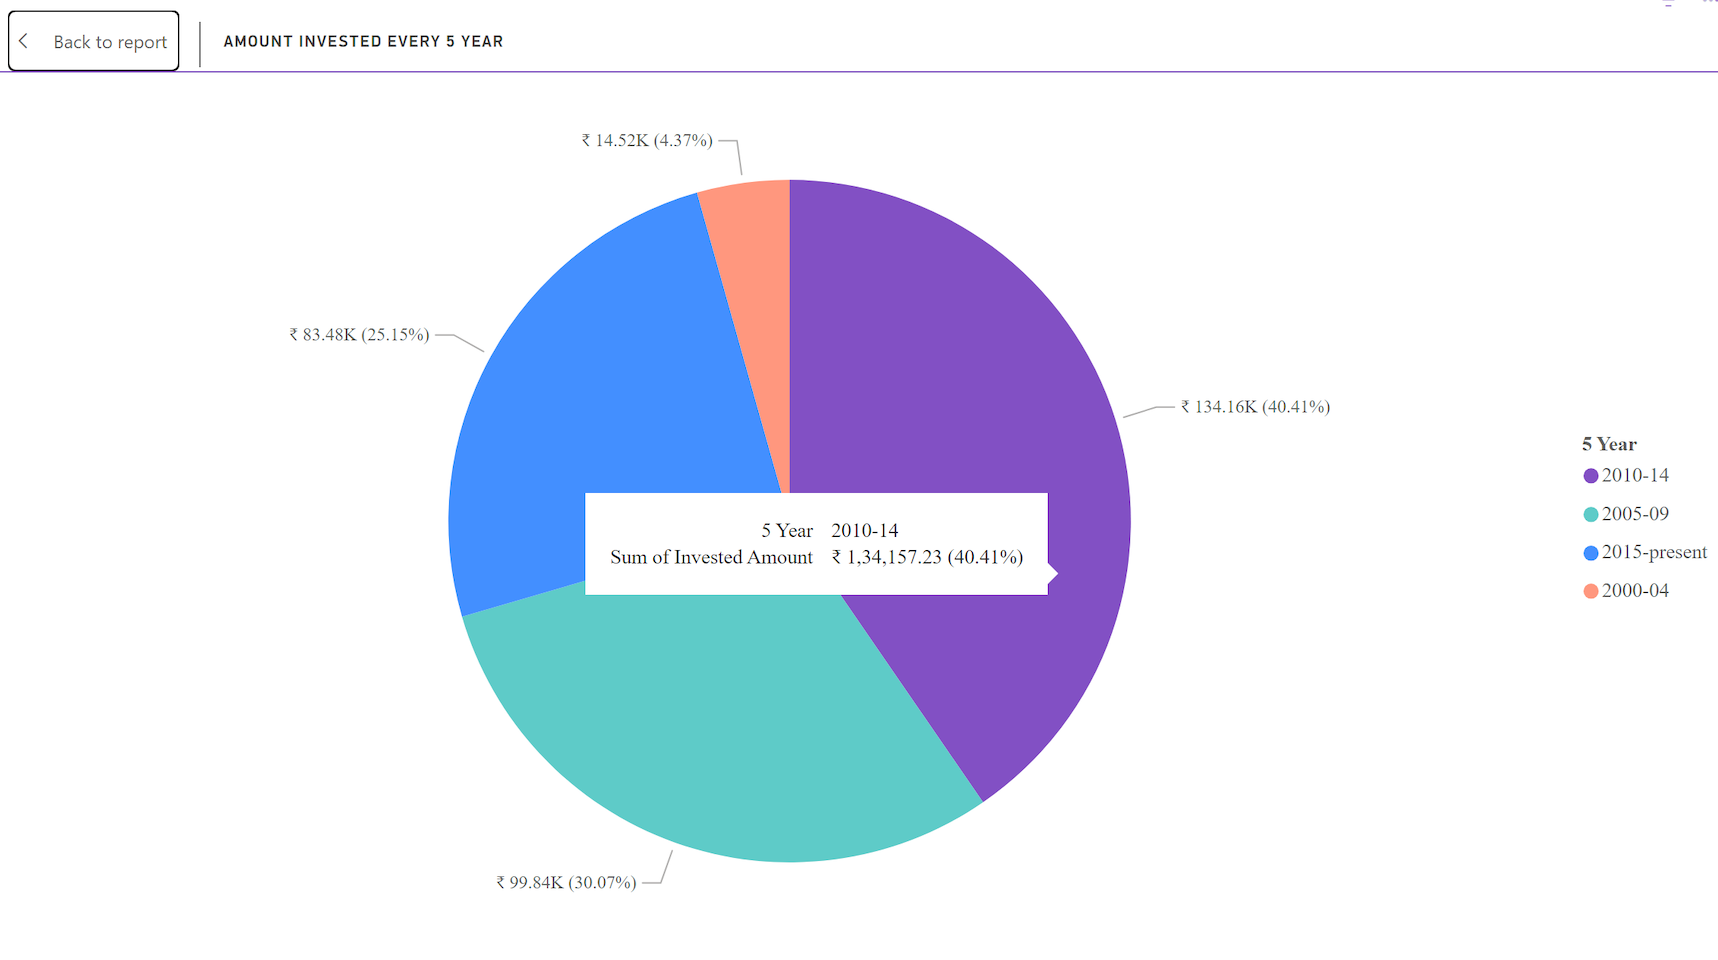 Back to report
AMOUNT INVESTED EVERY 5 YEAR
₹ 14.52K (4.37%)
₹ 83.48K (25.15%)
₹ 134.16K (40.41%)
5 Year
2010-14
2005-09
2015-present
2000-04
5 Year 2010-14
Sum of Invested Amount ₹ 1,34,157.23 (40.41%)
₹ 99.84K (30.07%)